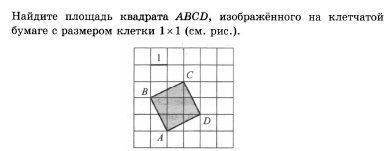 Найдите площадь квадрата ABCD, изображённого на клетчатой
бумаге с размером клетки 1×1 (см. рис.).
1
C
B
D
A